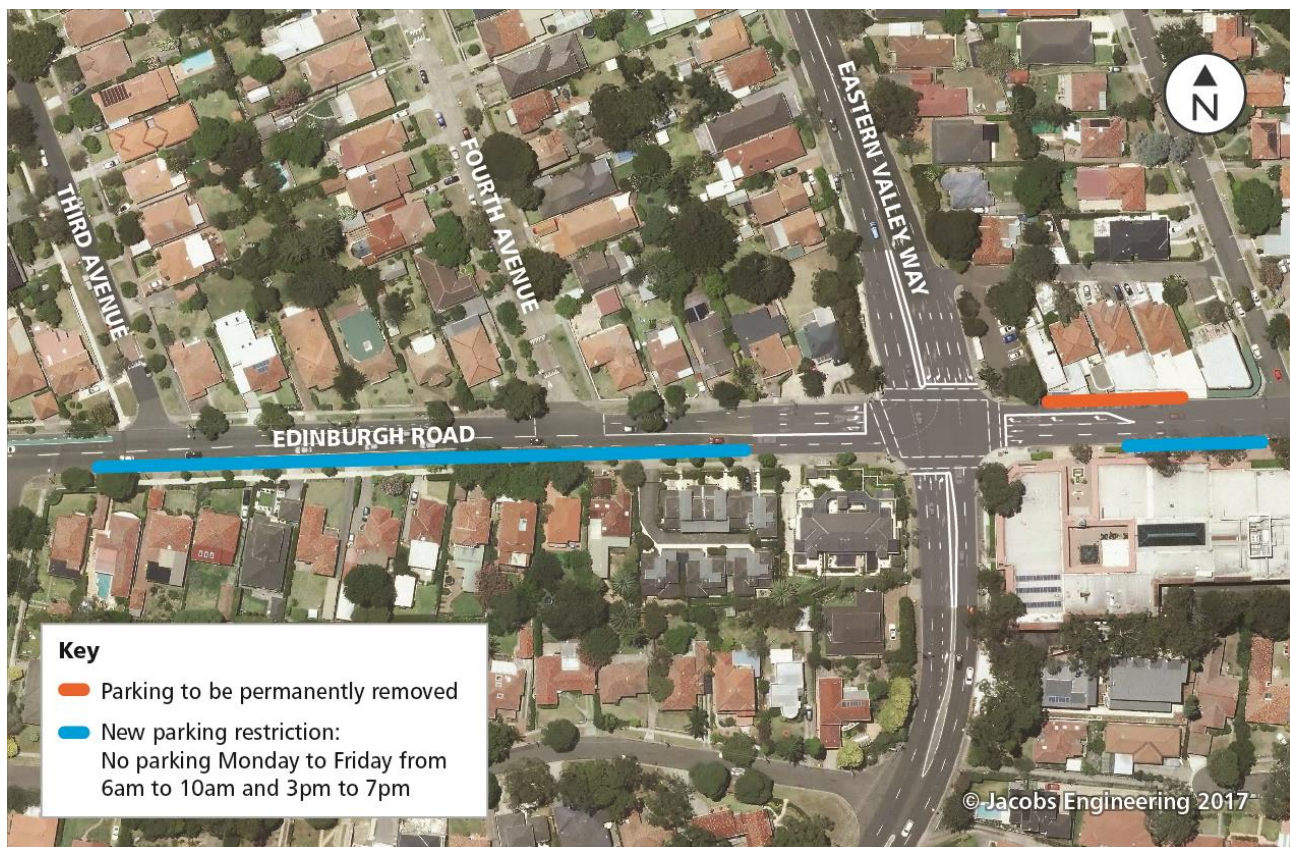 THIRD AVENUE
FOURTH AVENUE
EASTERN VALLEY WAY
N
EDINBURGH ROAD
Key
Parking to be permanently removed
New parking restriction:
No parking Monday to Friday from
6am to 10am and 3pm to 7pm
© Jacobs Engineering 2017